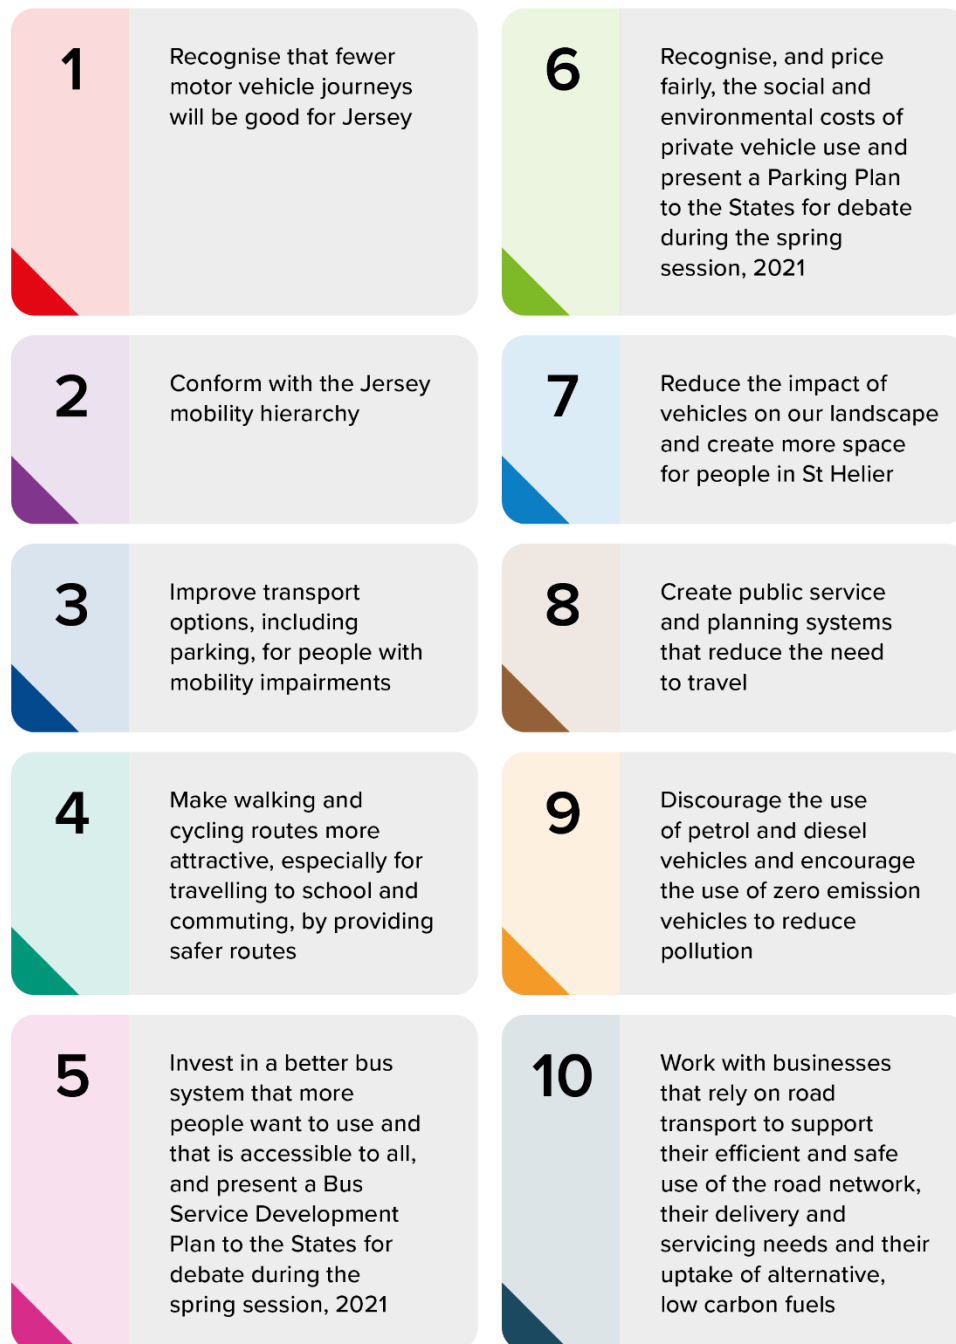 1
Recognise that fewer
motor vehicle journeys
will be good for Jersey
2
Conform with the Jersey
mobility hierarchy
3
Improve transport
options, including
parking, for people with
mobility impairments
4
Make walking and
cycling routes more
attractive, especially for
travelling to school and
commuting, by providing
safer routes
5
Invest in a better bus
system that more
people want to use and
that is accessible to all,
and present a Bus
Service Development
Plan to the States for
debate during the
spring session, 2021
6
Recognise, and price
fairly, the social and
environmental costs of
private vehicle use and
present a Parking Plan
to the States for debate
during the spring
session, 2021
7
Reduce the impact of
vehicles on our landscape
and create more space
for people in St Helier
8
Create public service
and planning systems
that reduce the need
to travel
9
Discourage the use
of petrol and diesel
vehicles and encourage
the use of zero emission
vehicles to reduce
pollution
10
Work with businesses
that rely on road
transport to support
their efficient and safe
use of the road network,
their delivery and
servicing needs and their
uptake of alternative,
low carbon fuels